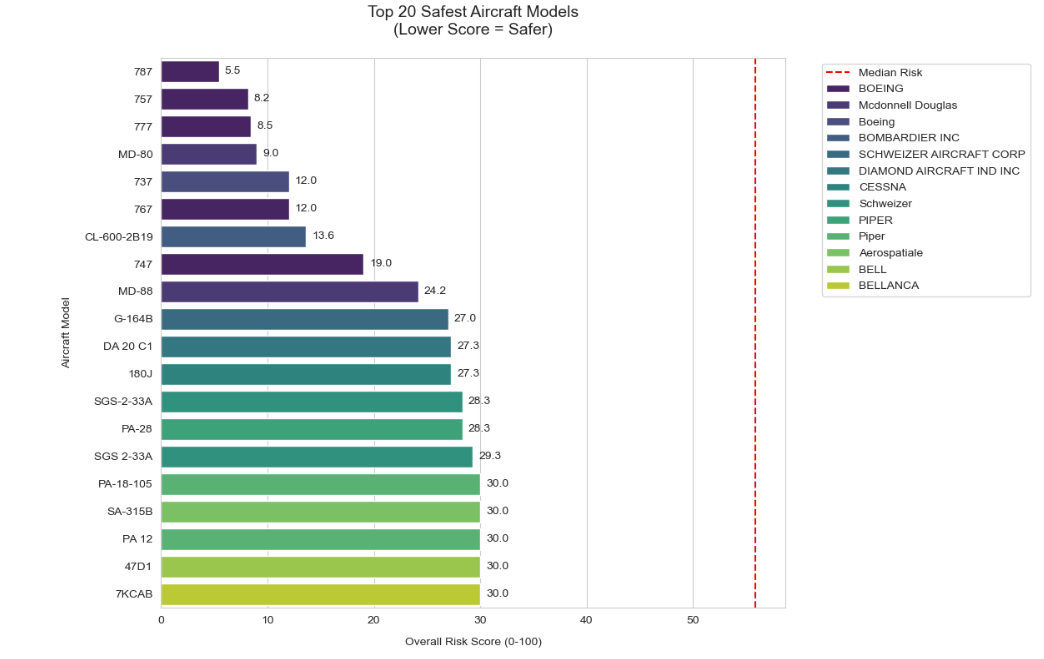 Top 20 Safest Aircraft Models
(Lower Score = Safer)
787 5.5
757 8.2
777 8.5
MD-80 9.0
737 12.0
767 12.0
CL-600-2B19 13.6
747 19.0
MD-88 24.2
G-164B 27.0
DA 20 C1 27.3
180J 27.3
SGS-2-33A 28.3
PA-28 28.3
SGS 2-33A 29.3
PA-18-105 30.0
SA-315B 30.0
PA 12 30.0
47D1 30.0
7KCAB 30.0
Aircraft Model
0 10 20 30 40 50
Overall Risk Score (0-100)
Median Risk
BOEING
Mcdonnell Douglas
Boeing
BOMBARDIER INC
SCHWEIZER AIRCRAFT CORP
DIAMOND AIRCRAFT IND INC
CESSNA
Schweizer
PIPER
Piper
Aerospatiale
BELL
BELLANCA